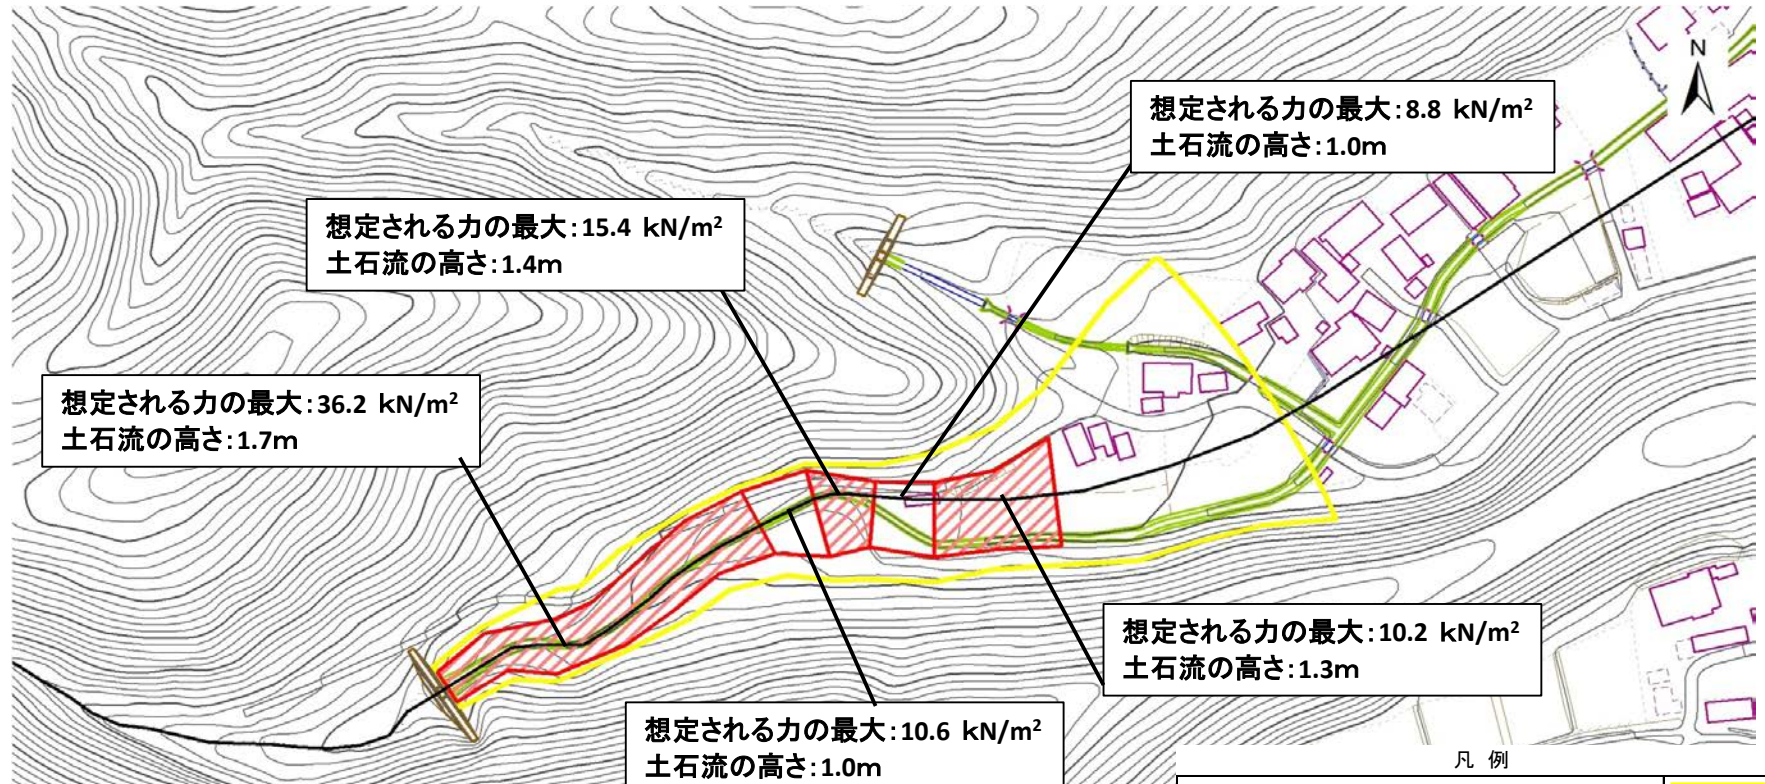 N
想定される力の最大:8.8 kN/m²
土石流の高さ:1.0m
想定される力の最大:15.4 kN/m²
土石流の高さ:1.4m
想定される力の最大:36.2 kN/m²
土石流の高さ:1.7m
想定される力の最大:10.2 kN/m²
土石流の高さ:1.3m
想定される力の最大:10.6 kN/m²
土石流の高さ:1.0m
凡 例